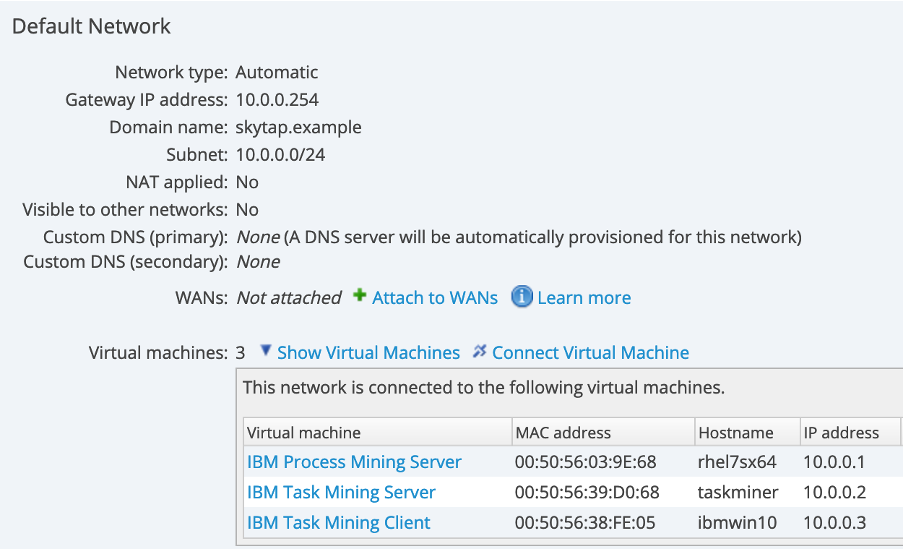 Default Network
Network type: Automatic
Gateway IP address: 10.0.0.254
Domain name: skytap.example
Subnet: 10.0.0.0/24
NAT applied: No
Visible to other networks: No
Custom DNS (primary): None (A DNS server will be automatically provisioned for this network)
Custom DNS (secondary): None
WANs: Not attached Attach to WANs Learn more
Virtual machines: 3 Show Virtual Machines Connect Virtual Machine
This network is connected to the following virtual machines.
Virtual machine MAC address Hostname IP address
IBM Process Mining Server 00:50:56:03:9E:68 rhel7sx64 10.0.0.1
IBM Task Mining Server 00:50:56:39:D0:68 taskminer 10.0.0.2
IBM Task Mining Client 00:50:56:38:FE:05 ibmwin10 10.0.0.3